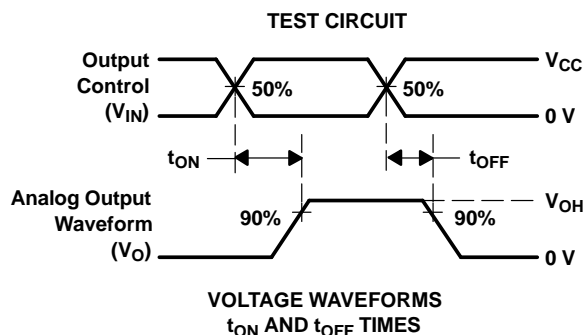 TEST CIRCUIT
Output
Control
(VIN)
50%
50%
VCC
0 V
tON
tOFF
Analog Output
Waveform
(VO)
90%
90%
VOH
0 V
VOLTAGE WAVEFORMS
tON AND tOFF TIMES